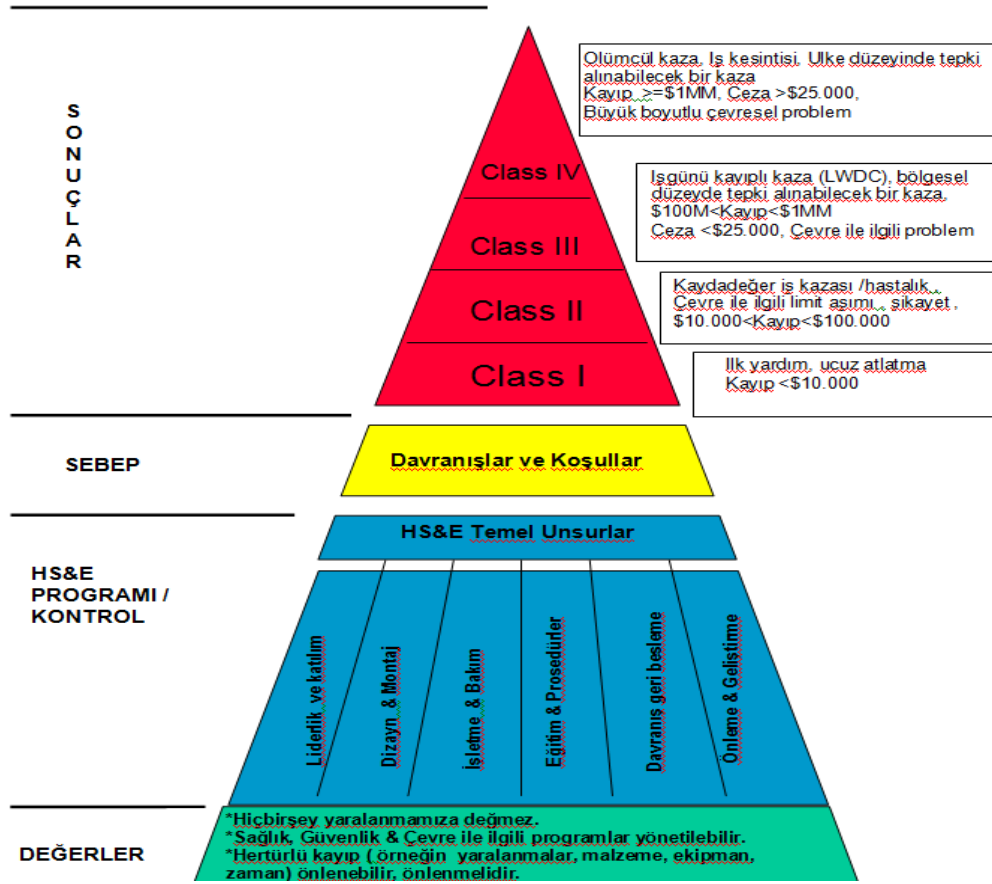 SONUÇLAR
Olümcül kaza, Iş kesintisi, Ulke düzeyinde tepki
alınabilecek bir kaza
Kayıp >=$1MM, Ceza >$25.000,
Büyük boyutlu çevresel problem
Class IV
Işgünü kayıplı kaza (LWDC), bölgesel
düzeyde tepki alınabilecek bir kaza,
$100M<Kayıp<$1MM
Ceza <$25.000, Çevre ile ilgili problem
Class III
Kaydadeğer iş kazası /hastalık ,
Çevre ile ilgili limit aşımı , şikayet ,
$10.000<Kayıp<$100.000
Class II
Ilk yardım, ucuz atlatma
Kayıp <$10.000
Class I
SEBEP
Davranışlar ve Koşullar
HS&E
PROGRAMI /
KONTROL
HS&E Temel Unsurlar
Liderlik ve katılım
Dizayn & Montaj
İşletme & Bakım
Eğitim & Prosedürler
Davranış geri besleme
Önleme & Geliştirme
DEĞERLER
*Hiçbirşey yaralanmamıza değmez.
*Sağlık, Güvenlik & Çevre ile ilgili programlar yönetilebilir.
*Hertürlü kayıp ( örneğin yaralanmalar, malzeme, ekipman,
zaman) önlenebilir, önlenmelidir.